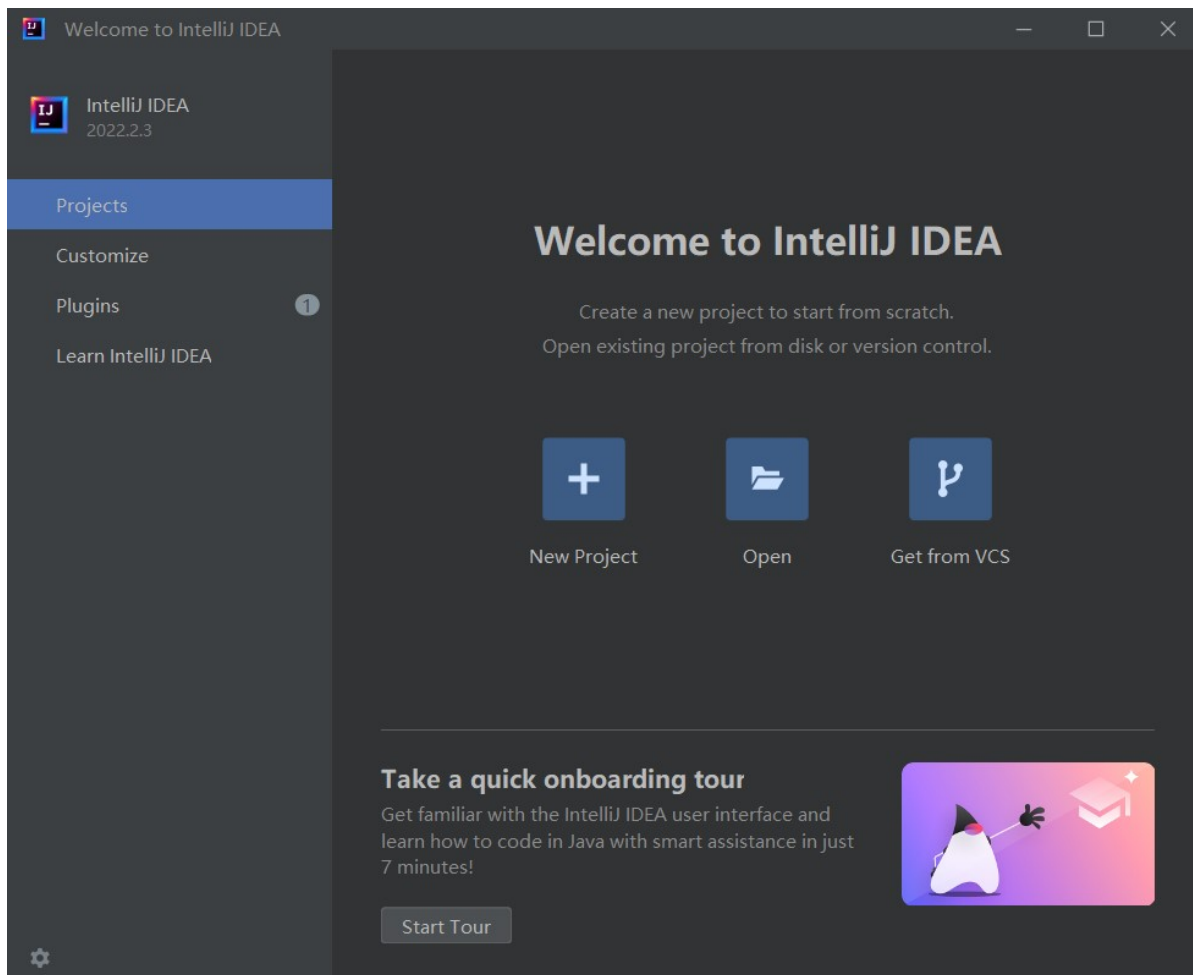 Welcome to IntelliJ IDEA
IJ
IntelliJ IDEA
2022.2.3
Projects
Customize
Plugins
1
Learn IntelliJ IDEA
Welcome to IntelliJ IDEA
Create a new project to start from scratch.
Open existing project from disk or version control.
New Project
Open
Get from VCS
Take a quick onboarding tour
Get familiar with the IntelliJ IDEA user interface and
learn how to code in Java with smart assistance in just
7 minutes!
Start Tour